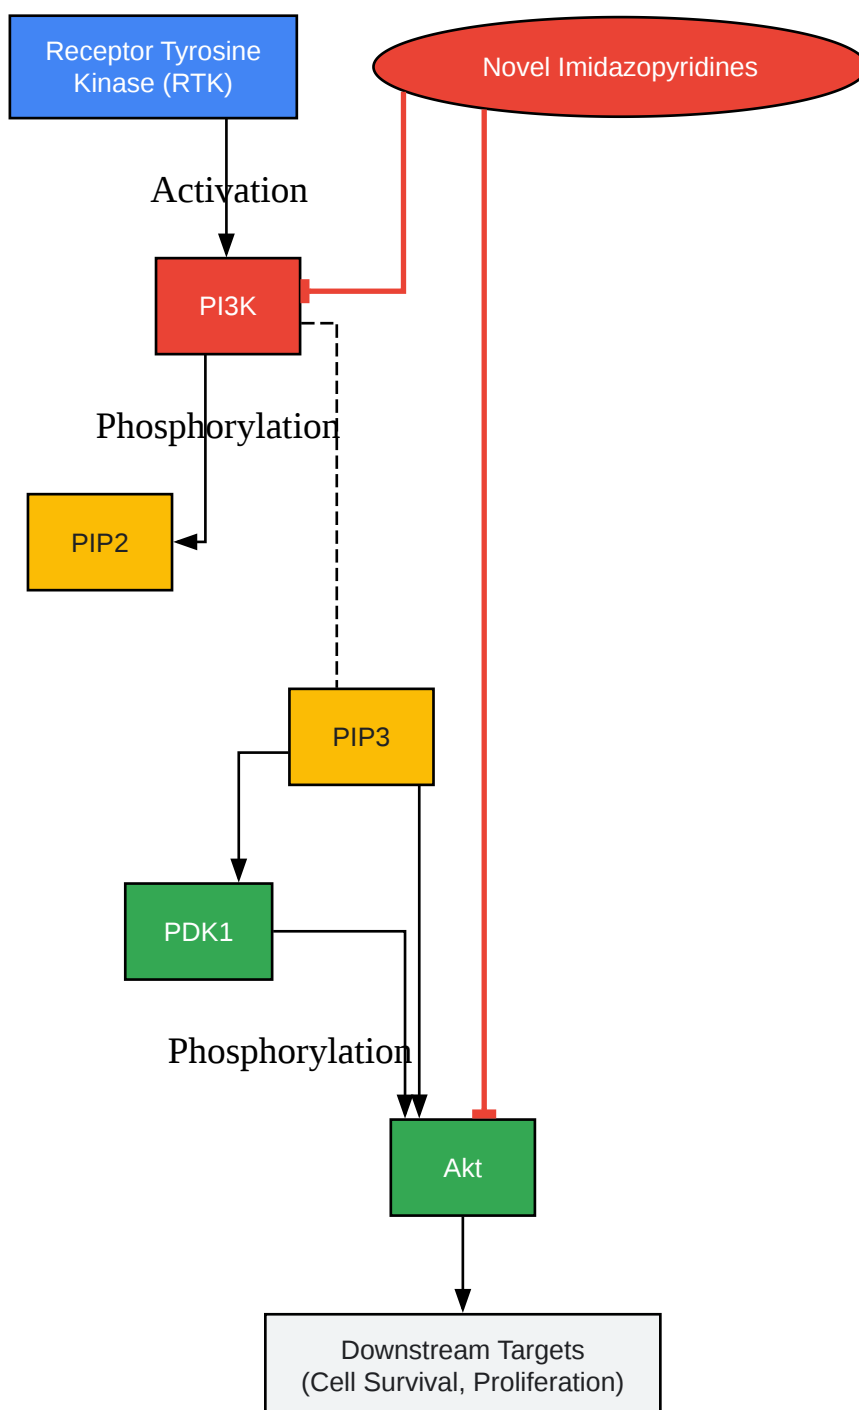 Receptor Tyrosine
Kinase (RTK)
Novel Imidazopyridines
Activation
PI3K
Phosphorylation
PIP2
PIP3
PDK1
Phosphorylation
Akt
Downstream Targets
(Cell Survival, Proliferation)